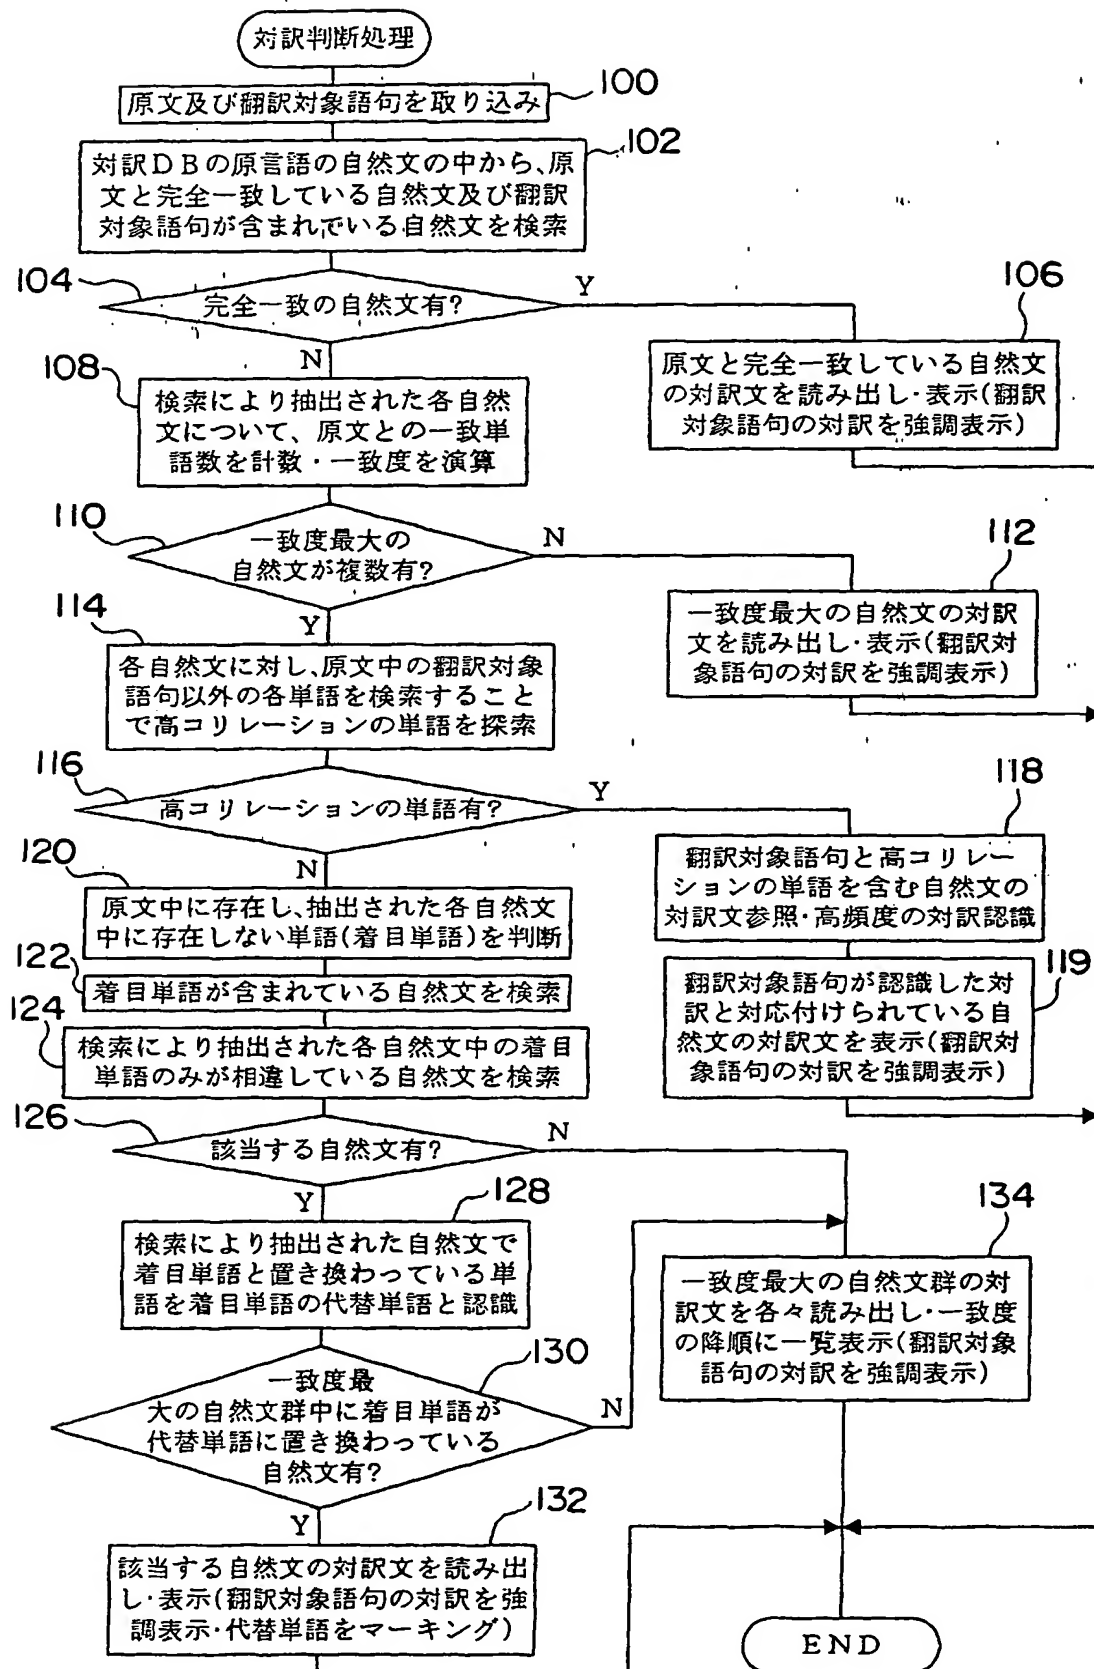 対訳判断処理
100
原文及び翻訳対象語句を取り込み
102
対訳DBの原言語の自然文の中から、原
文と完全一致している自然文及び翻訳
対象語句が含まれている自然文を検索
104
完全一致の自然文有?
Y
N
106
原文と完全一致している自然文
の対訳文を読み出し・表示(翻訳
対象語句の対訳を強調表示)
108
検索により抽出された各自然
文について、原文との一致単
語数を計数・一致度を演算
110
一致度最大の
自然文が複数有?
N
Y
112
一致度最大の自然文の対訳
文を読み出し・表示(翻訳対
象語句の対訳を強調表示)
114
各自然文に対し、原文中の翻訳対象
語句以外の各単語を検索すること
で高コリレーションの単語を探索
116
高コリレーションの単語有?
Y
N
118
翻訳対象語句と高コリレー
ションの単語を含む自然文の
対訳文参照・高頻度の対訳認識
119
翻訳対象語句が認識した対
訳と対応付けられている自
然文の対訳文を表示(翻訳対
象語句の対訳を強調表示)
120
原文中に存在し、抽出された各自然文
中に存在しない単語(着目単語)を判断
122
着目単語が含まれている自然文を検索
124
検索により抽出された各自然文中の着目
単語のみが相違している自然文を検索
126
該当する自然文有?
N
Y
128
検索により抽出された自然文で
着目単語と置き換わっている単
語を着目単語の代替単語と認識
130
一致度最
大の自然文群中に着目単語が
代替単語に置き換わっている
自然文有?
N
Y
132
該当する自然文の対訳文を読み出
し・表示(翻訳対象語句の対訳を強
調表示・代替単語をマーキング)
134
一致度最大の自然文群の対
訳文を各々読み出し・一致度
の降順に一覧表示(翻訳対象
語句の対訳を強調表示)
END